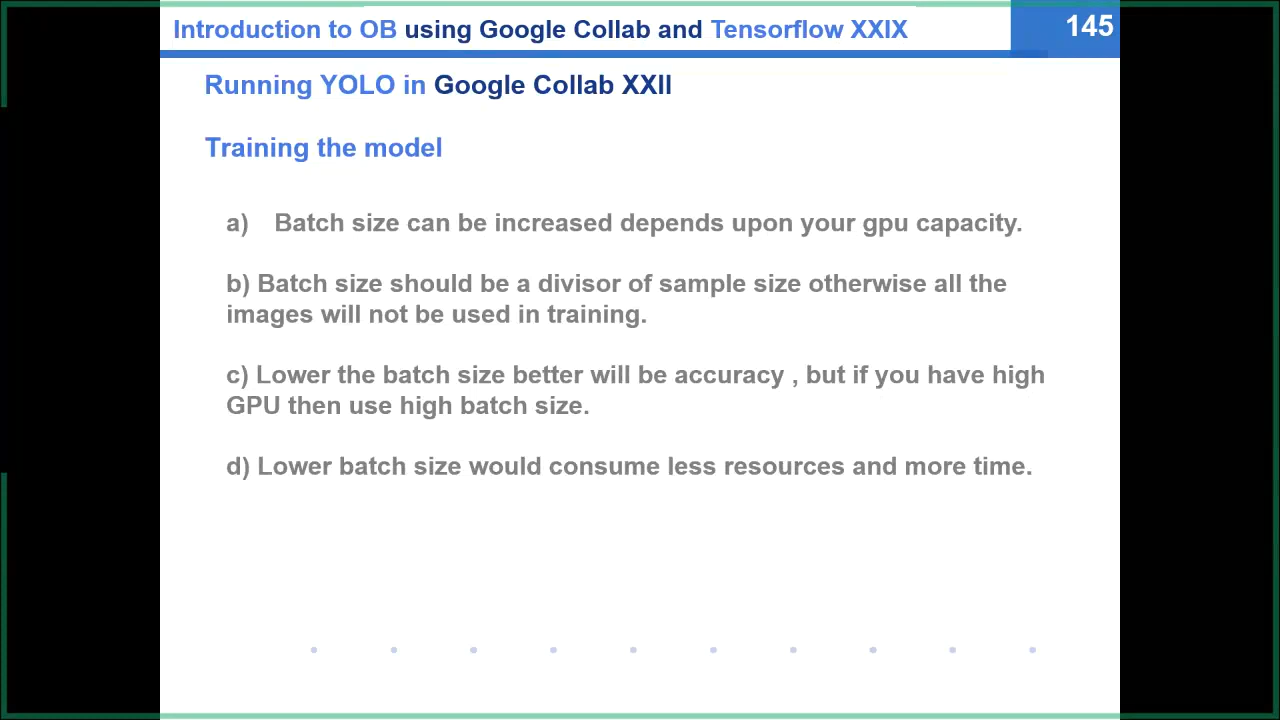 Introduction to OB using Google Collab and Tensorflow XXIX
145
Running YOLO in Google Collab XXII
Training the model
a) Batch size can be increased depends upon your gpu capacity.
b) Batch size should be a divisor of sample size otherwise all the
images will not be used in training.
c) Lower the batch size better will be accuracy , but if you have high
GPU then use high batch size.
d) Lower batch size would consume less resources and more time.